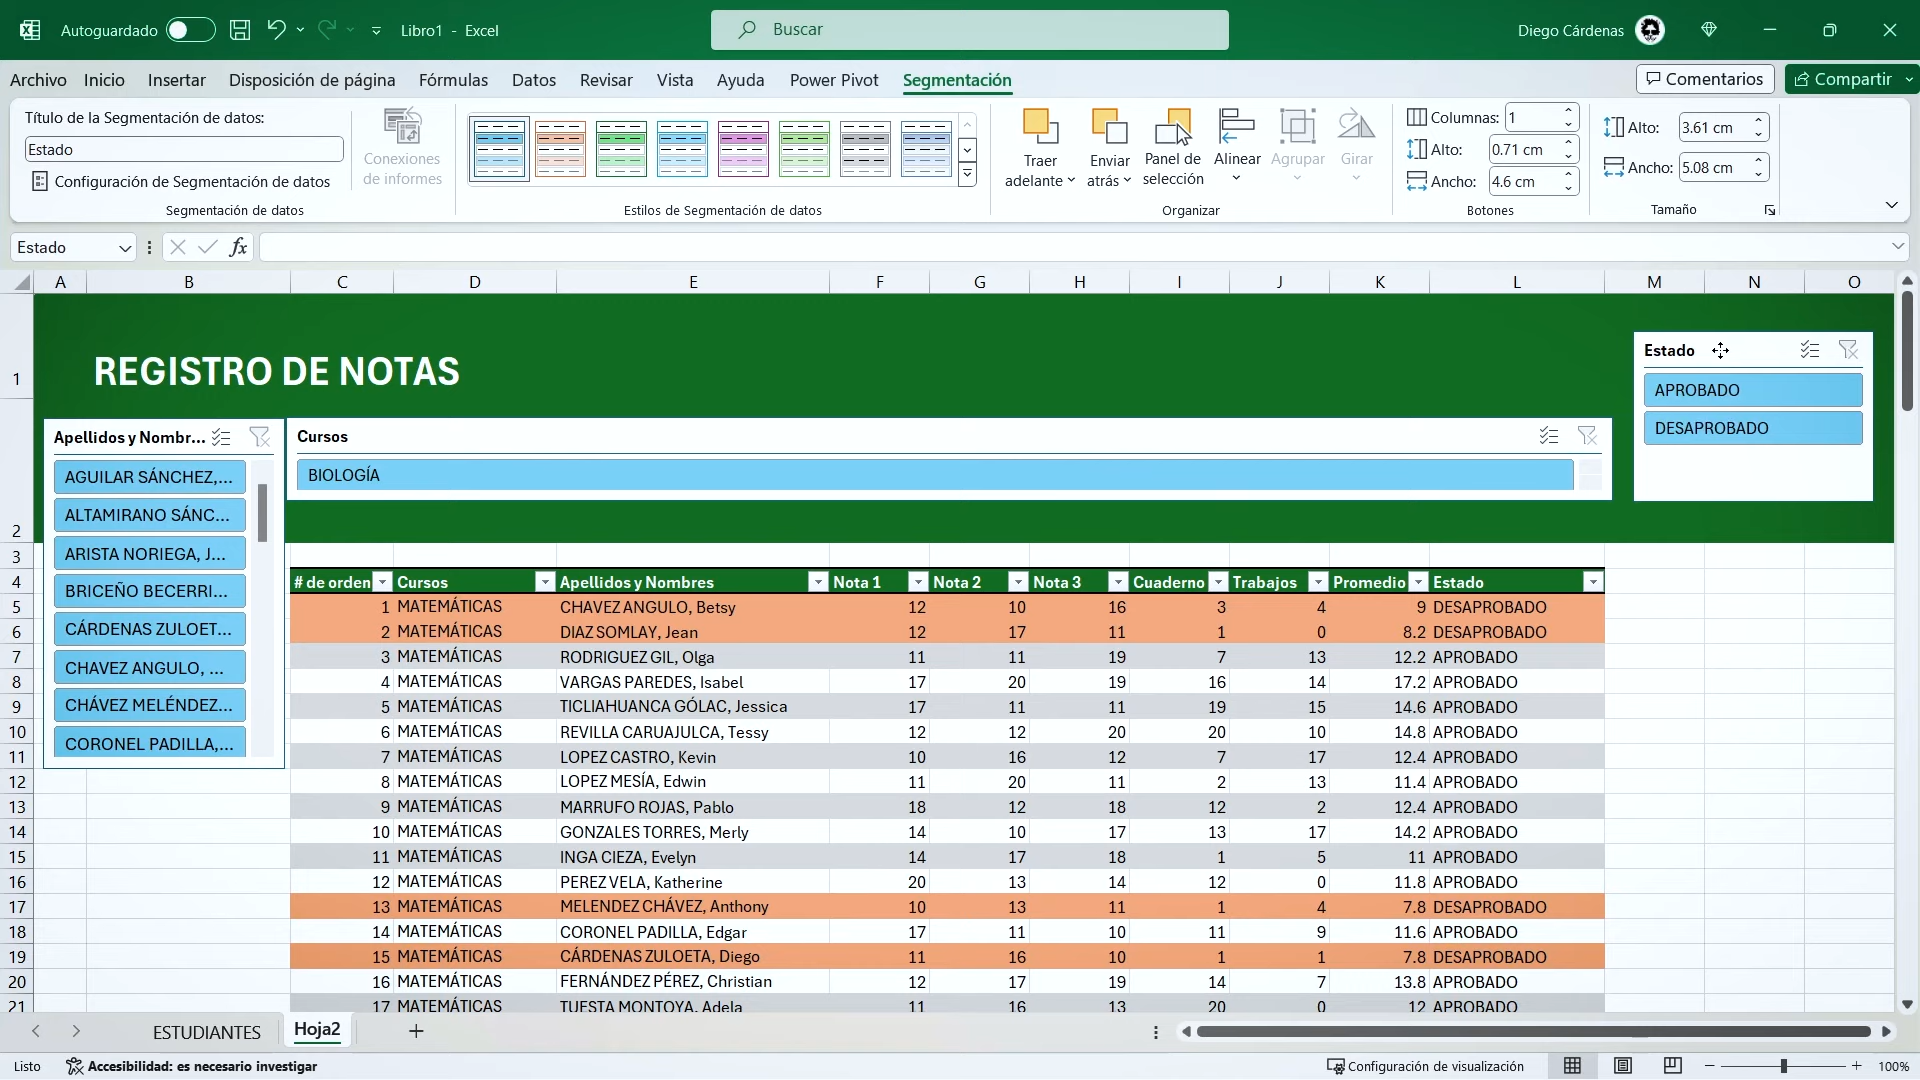 Autoguardado Libro1 - Excel Buscar Diego Cárdenas
Archivo Inicio Insertar Disposición de página Fórmulas Datos Revisar Vista Ayuda Power Pivot Segmentación Comentarios Compartir
Título de la Segmentación de datos:
Estado
Configuración de Segmentación de datos
Segmentación de datos
Conexiones
de informes
Estilos de Segmentación de datos
Traer
adelante
Enviar
atrás
Panel de
selección
Alinear
Agrupar
Girar
Organizar
Columnas: 1
Alto: 0.71 cm
Ancho: 4.6 cm
Botones
Alto: 3.61 cm
Ancho: 5.08 cm
Tamaño
Estado fx
A B C D E F G H I J K L M N O
1
REGISTRO DE NOTAS
Estado
APROBADO
DESAPROBADO
Apellidos y Nombr...
AGUILAR SÁNCHEZ,...
ALTAMIRANO SÁNC...
ARISTA NORIEGA, J...
BRICEÑO BECERRI...
CÁRDENAS ZULOET...
CHAVEZ ANGULO, ...
CHÁVEZ MELÉNDEZ...
CORONEL PADILLA,...
Cursos
BIOLOGÍA
2
3
4 # de orden Cursos Apellidos y Nombres Nota 1 Nota 2 Nota 3 Cuaderno Trabajos Promedio Estado
5 1 MATEMÁTICAS CHAVEZ ANGULO, Betsy 12 10 16 3 4 9 DESAPROBADO
6 2 MATEMÁTICAS DIAZ SOMLAY, Jean 12 17 11 1 0 8.2 DESAPROBADO
7 3 MATEMÁTICAS RODRIGUEZ GIL, Olga 11 11 19 7 13 12.2 APROBADO
8 4 MATEMÁTICAS VARGAS PAREDES, Isabel 17 20 19 16 14 17.2 APROBADO
9 5 MATEMÁTICAS TICLIAHUANCA GÓLAC, Jessica 17 11 11 19 15 14.6 APROBADO
10 6 MATEMÁTICAS REVILLA CARUAJULCA, Tessy 12 12 20 20 10 14.8 APROBADO
11 7 MATEMÁTICAS LOPEZ CASTRO, Kevin 10 16 12 7 17 12.4 APROBADO
12 8 MATEMÁTICAS LOPEZ MESÍA, Edwin 11 20 11 2 13 11.4 APROBADO
13 9 MATEMÁTICAS MARRUFO ROJAS, Pablo 18 12 18 12 2 12.4 APROBADO
14 10 MATEMÁTICAS GONZALES TORRES, Merly 14 10 17 13 17 14.2 APROBADO
15 11 MATEMÁTICAS INGA CIEZA, Evelyn 14 17 18 1 5 11 APROBADO
16 12 MATEMÁTICAS PEREZ VELA, Katherine 20 13 14 12 0 11.8 APROBADO
17 13 MATEMÁTICAS MELENDEZ CHÁVEZ, Anthony 10 13 11 1 4 7.8 DESAPROBADO
18 14 MATEMÁTICAS CORONEL PADILLA, Edgar 17 11 10 11 9 11.6 APROBADO
19 15 MATEMÁTICAS CÁRDENAS ZULOETA, Diego 11 16 10 1 1 7.8 DESAPROBADO
20 16 MATEMÁTICAS FERNÁNDEZ PÉREZ, Christian 12 17 19 14 7 13.8 APROBADO
21 17 MATEMÁTICAS TUESTA MONTOYA, Adela 11 16 13 20 0 12 APROBADO
ESTUDIANTES Hoja2
Listo Accesibilidad: es necesario investigar Configuración de visualización 100%